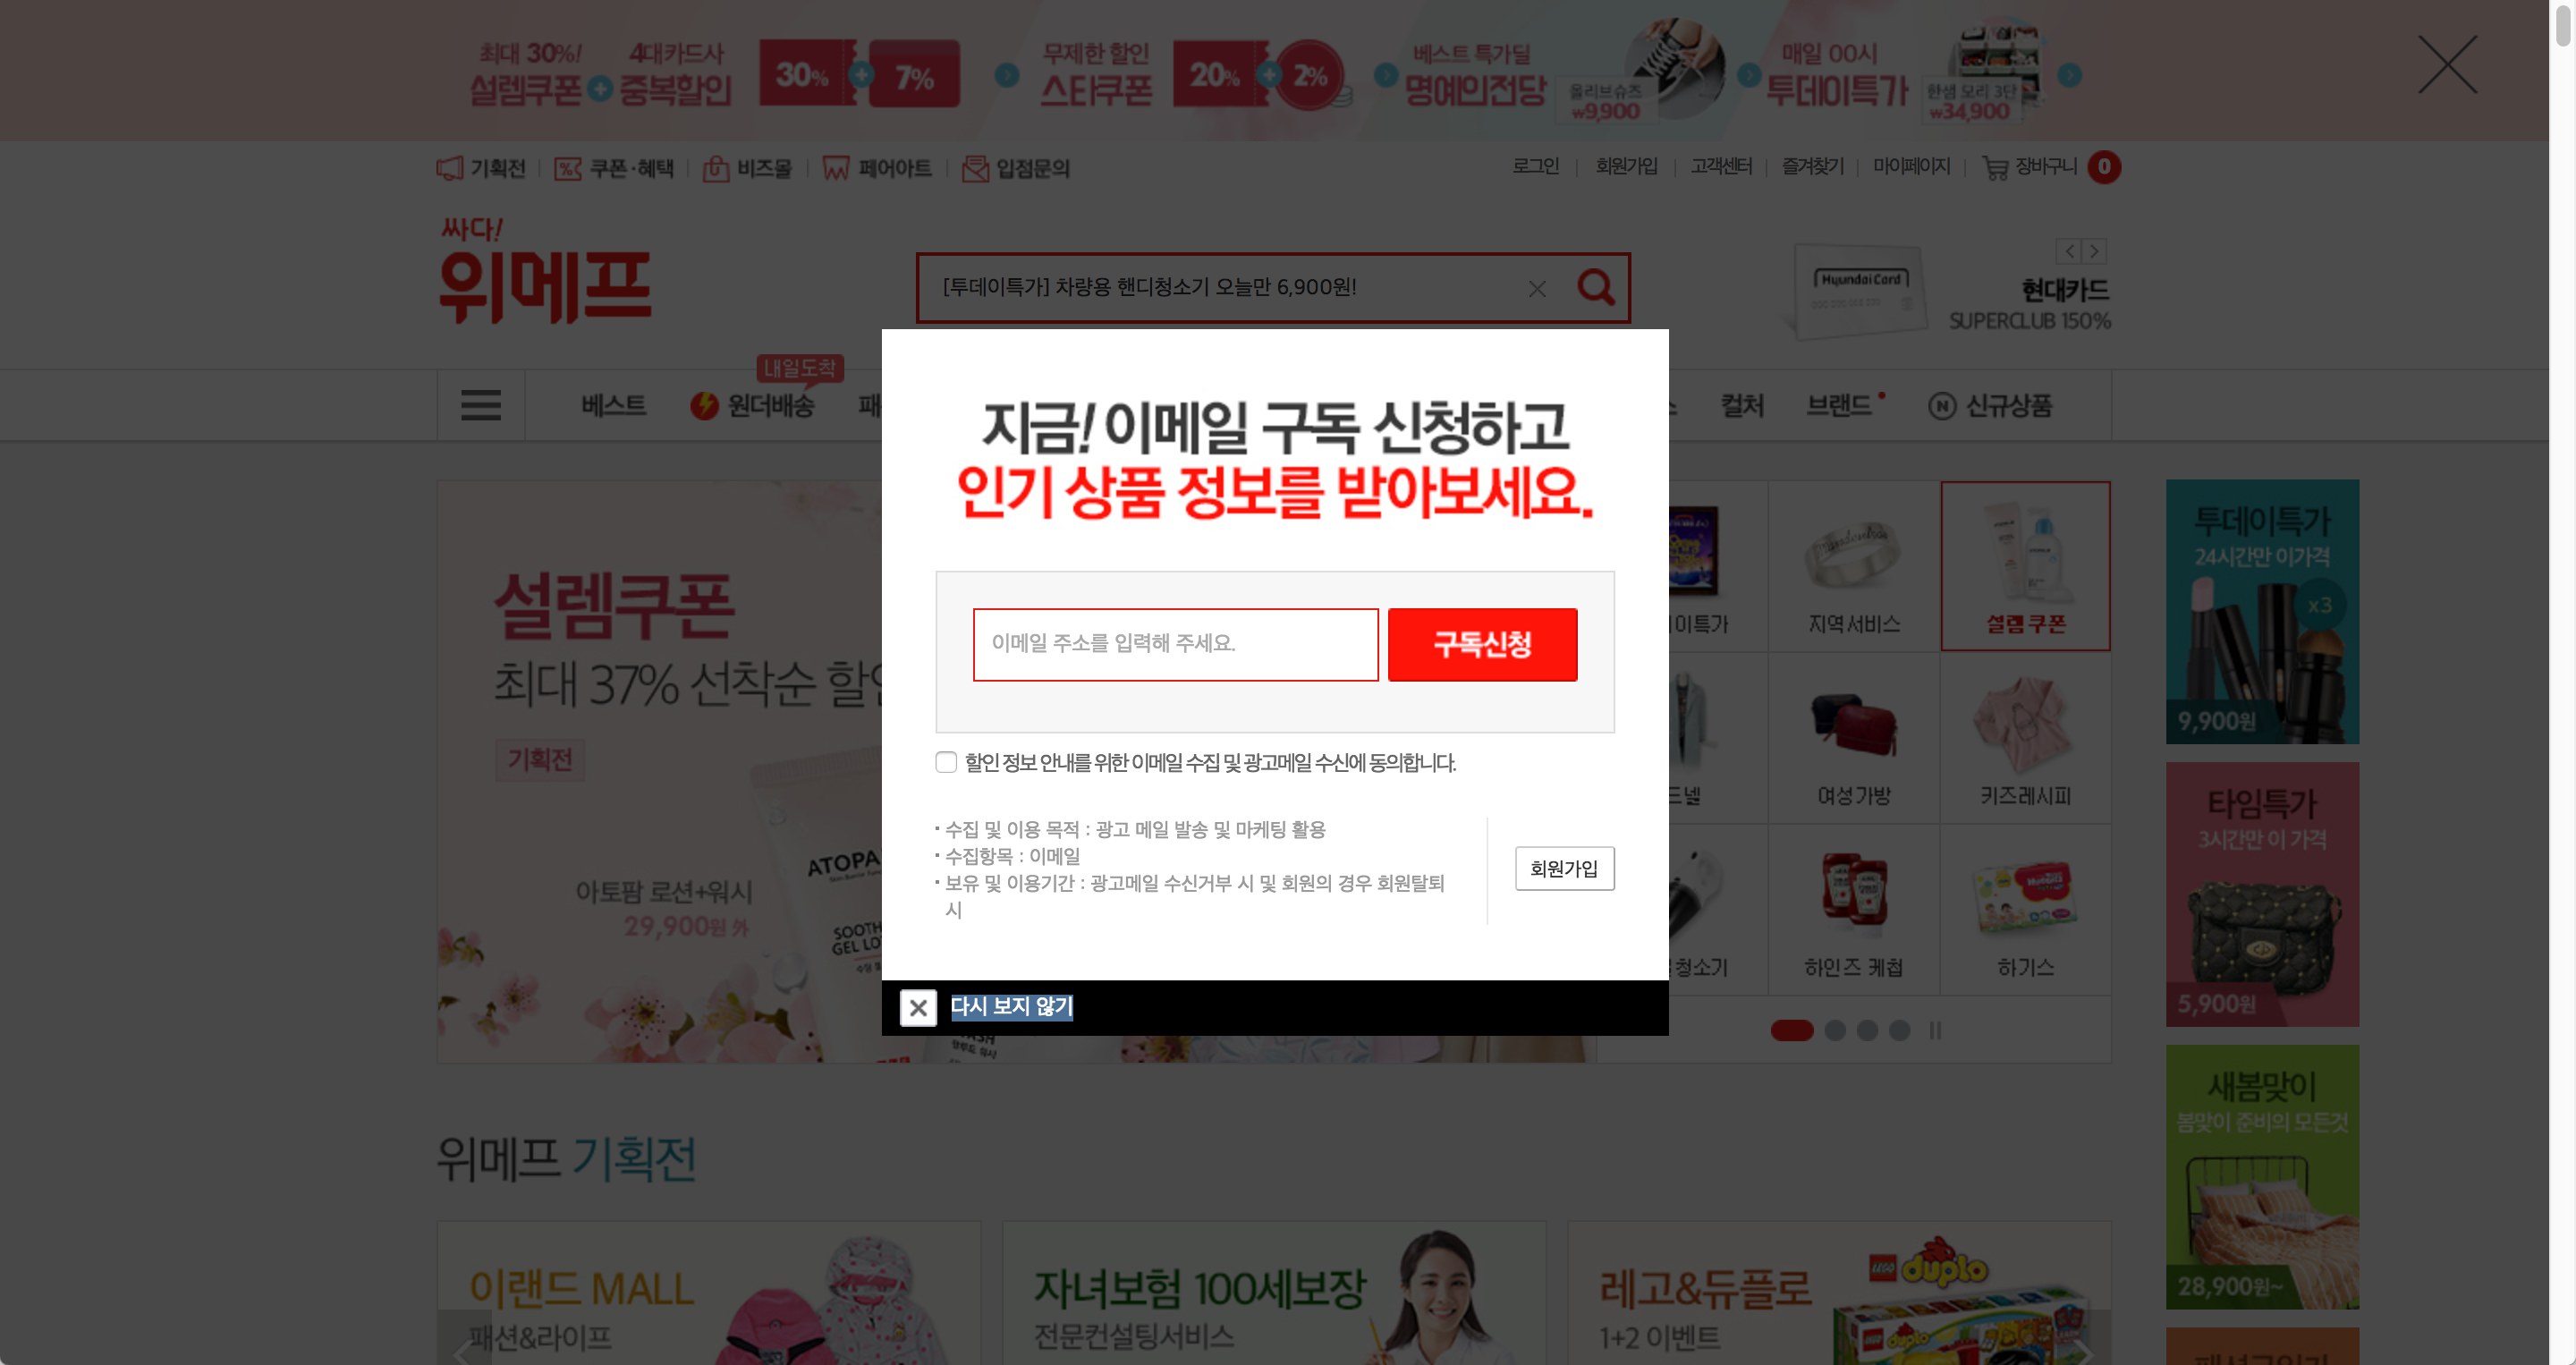 최대 30%!
설렘쿠폰
4대카드사
중복할인
30%
7%
무제한 할인
스타쿠폰
20%
2%
베스트 특가딜
명예의전당
올리브슈즈
₩9,900
매일 00시
투데이특가
한샘 모리 3단
₩34,900
기획전
쿠폰·혜택
비즈몰
페어아트
입점문의
로그인
회원가입
고객센터
즐겨찾기
마이페이지
장바구니
0
싸다!
위메프
[투데이특가] 차량용 핸디청소기 오늘만 6,900원!
Hyundai Card
현대카드
SUPERCLUB 150%
내일도착
베스트
원더배송
컬처
브랜드
N 신규상품
지금! 이메일 구독 신청하고
인기 상품 정보를 받아보세요.
이메일 주소를 입력해 주세요.
구독신청
할인 정보 안내를 위한 이메일 수집 및 광고메일 수신에 동의합니다.
· 수집 및 이용 목적 : 광고 메일 발송 및 마케팅 활용
· 수집항목 : 이메일
· 보유 및 이용기간 : 광고메일 수신거부 시 및 회원의 경우 회원탈퇴
시
회원가입
다시 보지 않기
설렘쿠폰
최대 37% 선착순 할인
기획전
아토팜 로션+워시
29,900원 外
지역서비스
설렘쿠폰
여성가방
키즈레시피
청소기
하인즈 케첩
하기스
투데이특가
24시간만 이가격
x3
9,900원
타임특가
3시간만 이 가격
5,900원
새봄맞이
봄맞이 준비의 모든것
28,900원~
위메프 기획전
이랜드 MALL
패션&라이프
자녀보험 100세보장
전문컨설팅서비스
레고&듀플로
1+2 이벤트
LEGO duplo